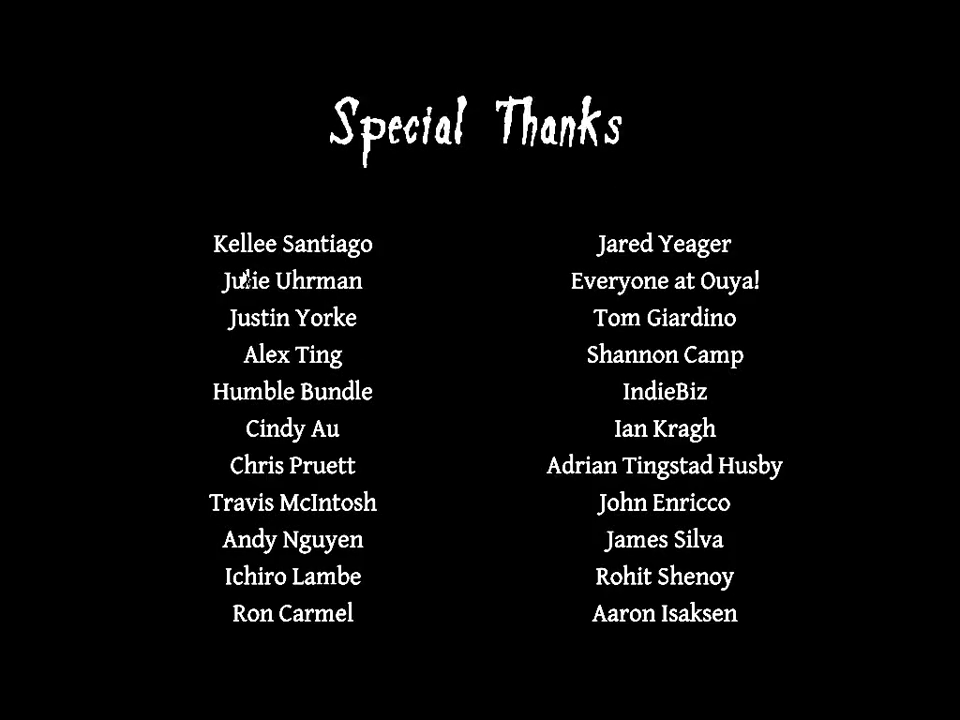 Special Thanks
Kellee Santiago
Julie Uhrman
Justin Yorke
Alex Ting
Humble Bundle
Cindy Au
Chris Pruett
Travis McIntosh
Andy Nguyen
Ichiro Lambe
Ron Carmel
Jared Yeager
Everyone at Ouya!
Tom Giardino
Shannon Camp
IndieBiz
Ian Kragh
Adrian Tingstad Husby
John Enricco
James Silva
Rohit Shenoy
Aaron Isaksen